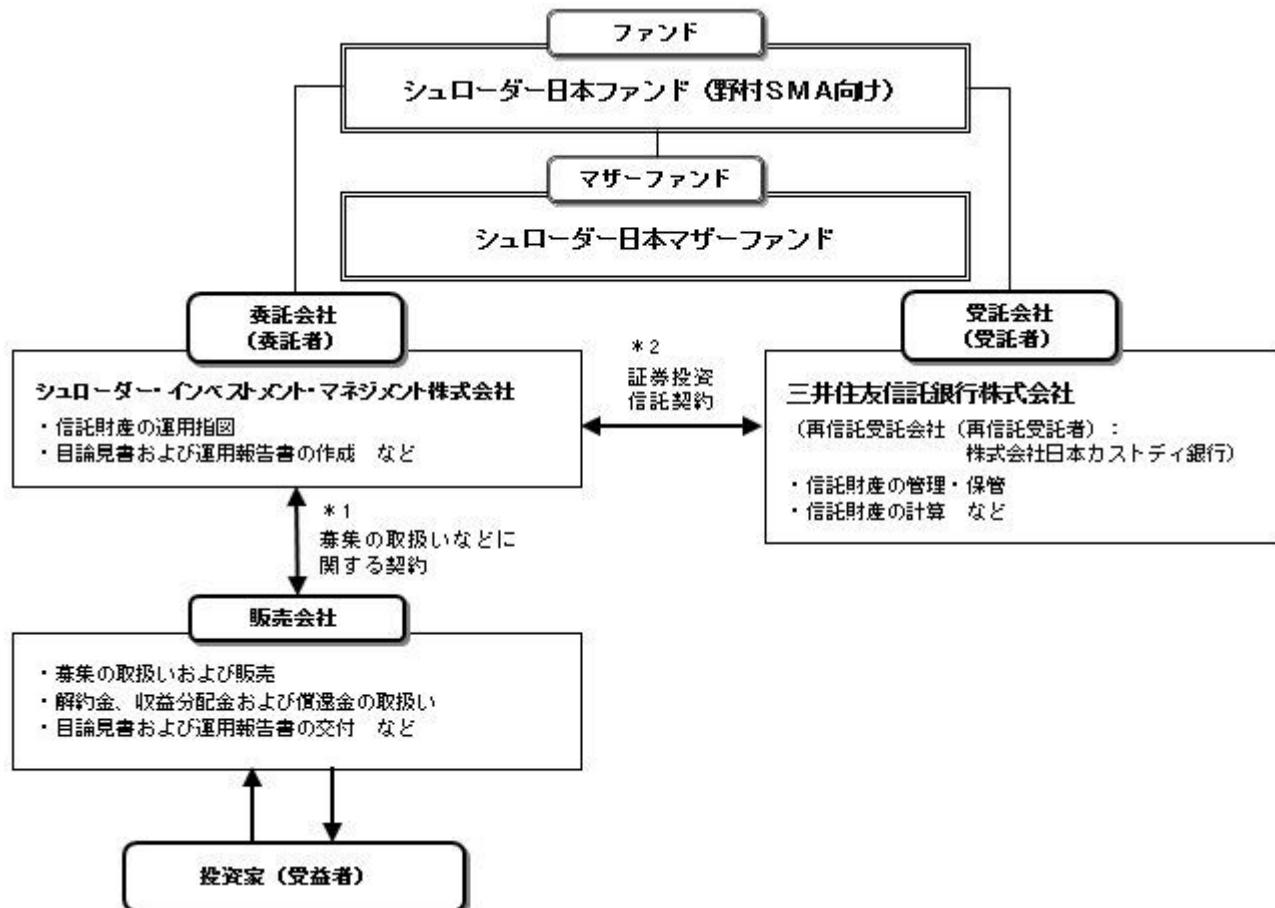 ファンド
シュローダー日本ファンド（野村ＳＭＡ向け）
マザーファンド
シュローダー日本マザーファンド
委託会社
（委託者）
シュローダー・インベストメント・マネジメント株式会社
・信託財産の運用指図
・目論見書および運用報告書の作成　など
＊２
証券投資
信託契約
受託会社
（受託者）
三井住友信託銀行株式会社
（再信託受託会社（再信託受託者）：
株式会社日本カストディ銀行）
・信託財産の管理・保管
・信託財産の計算　など
＊１
募集の取扱いなどに
関する契約
販売会社
・募集の取扱いおよび販売
・解約金、収益分配金および償還金の取扱い
・目論見書および運用報告書の交付　など
投資家（受益者）